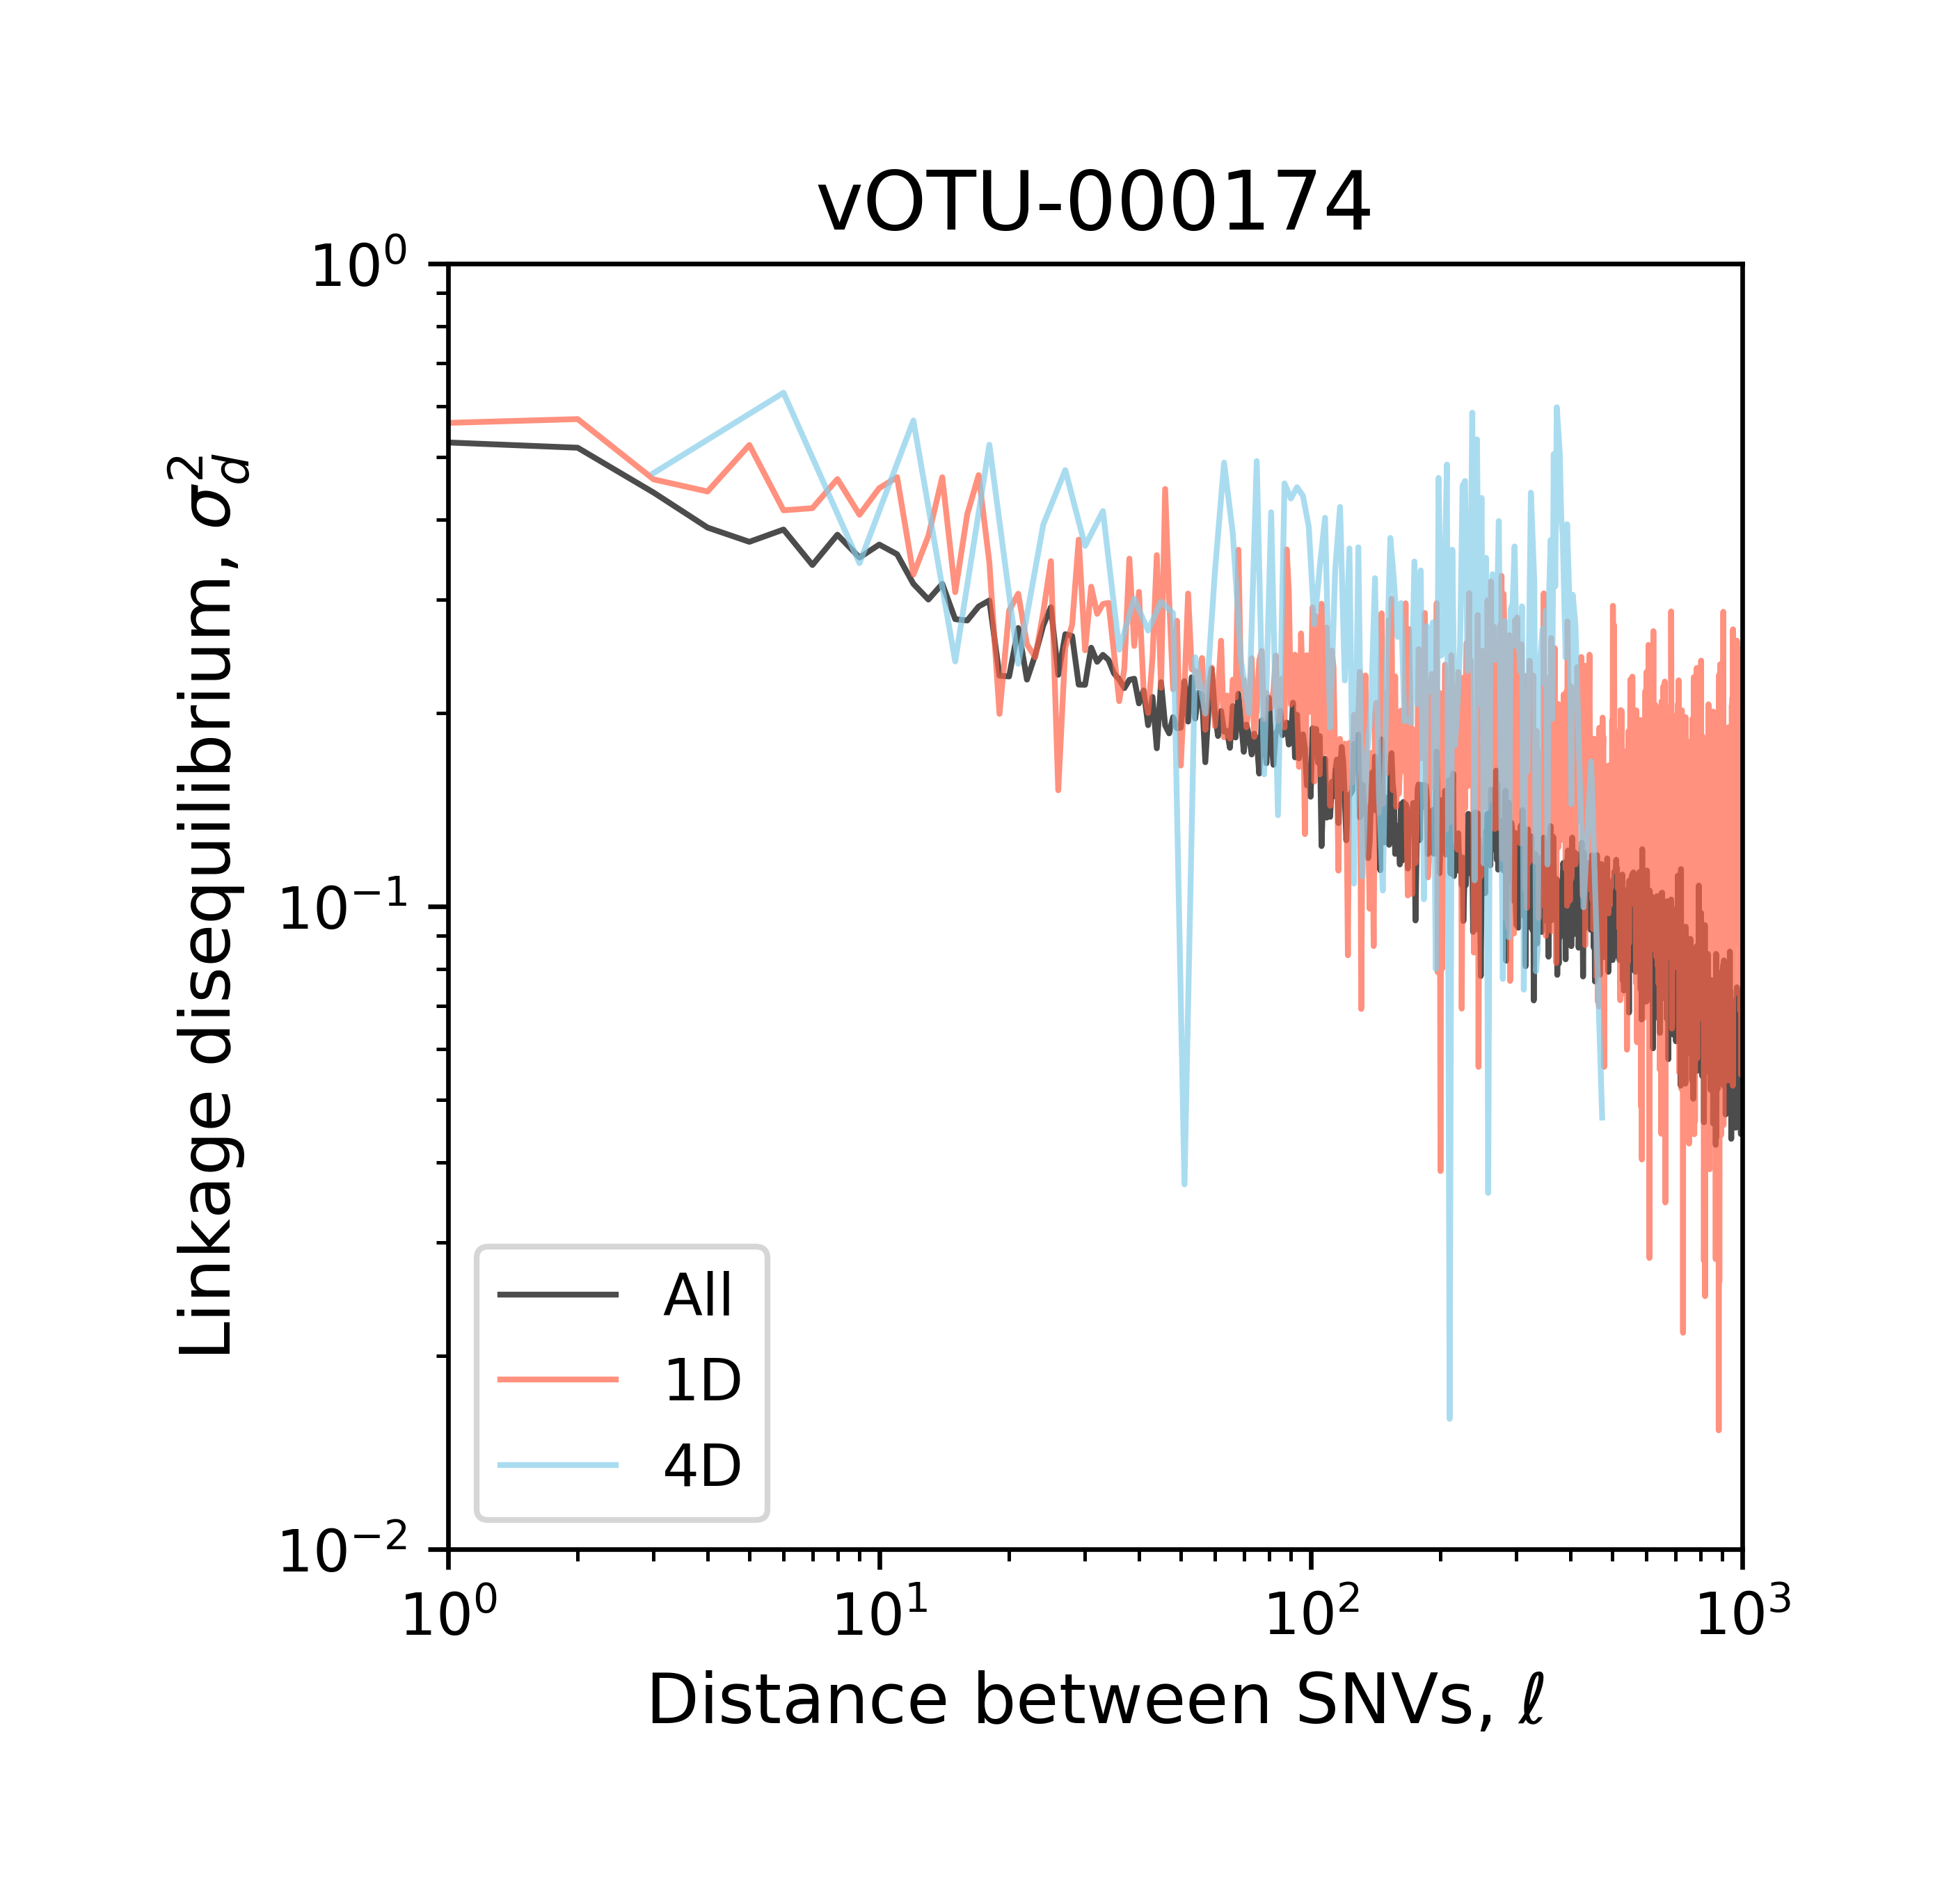 vOTU-000174
Linkage disequilibrium, σ_d^2
10^0
10^−1
10^−2
All
1D
4D
10^0 10^1 10^2 10^3
Distance between SNVs, ℓ